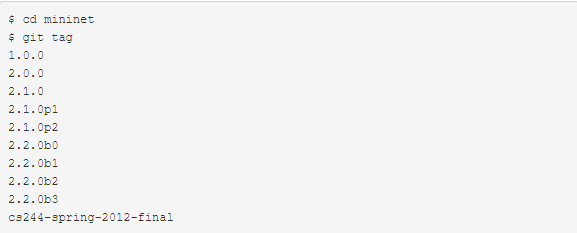 $ cd mininet
$ git tag
1.0.0
2.0.0
2.1.0
2.1.0p1
2.1.0p2
2.2.0b0
2.2.0b1
2.2.0b2
2.2.0b3
cs244-spring-2012-final